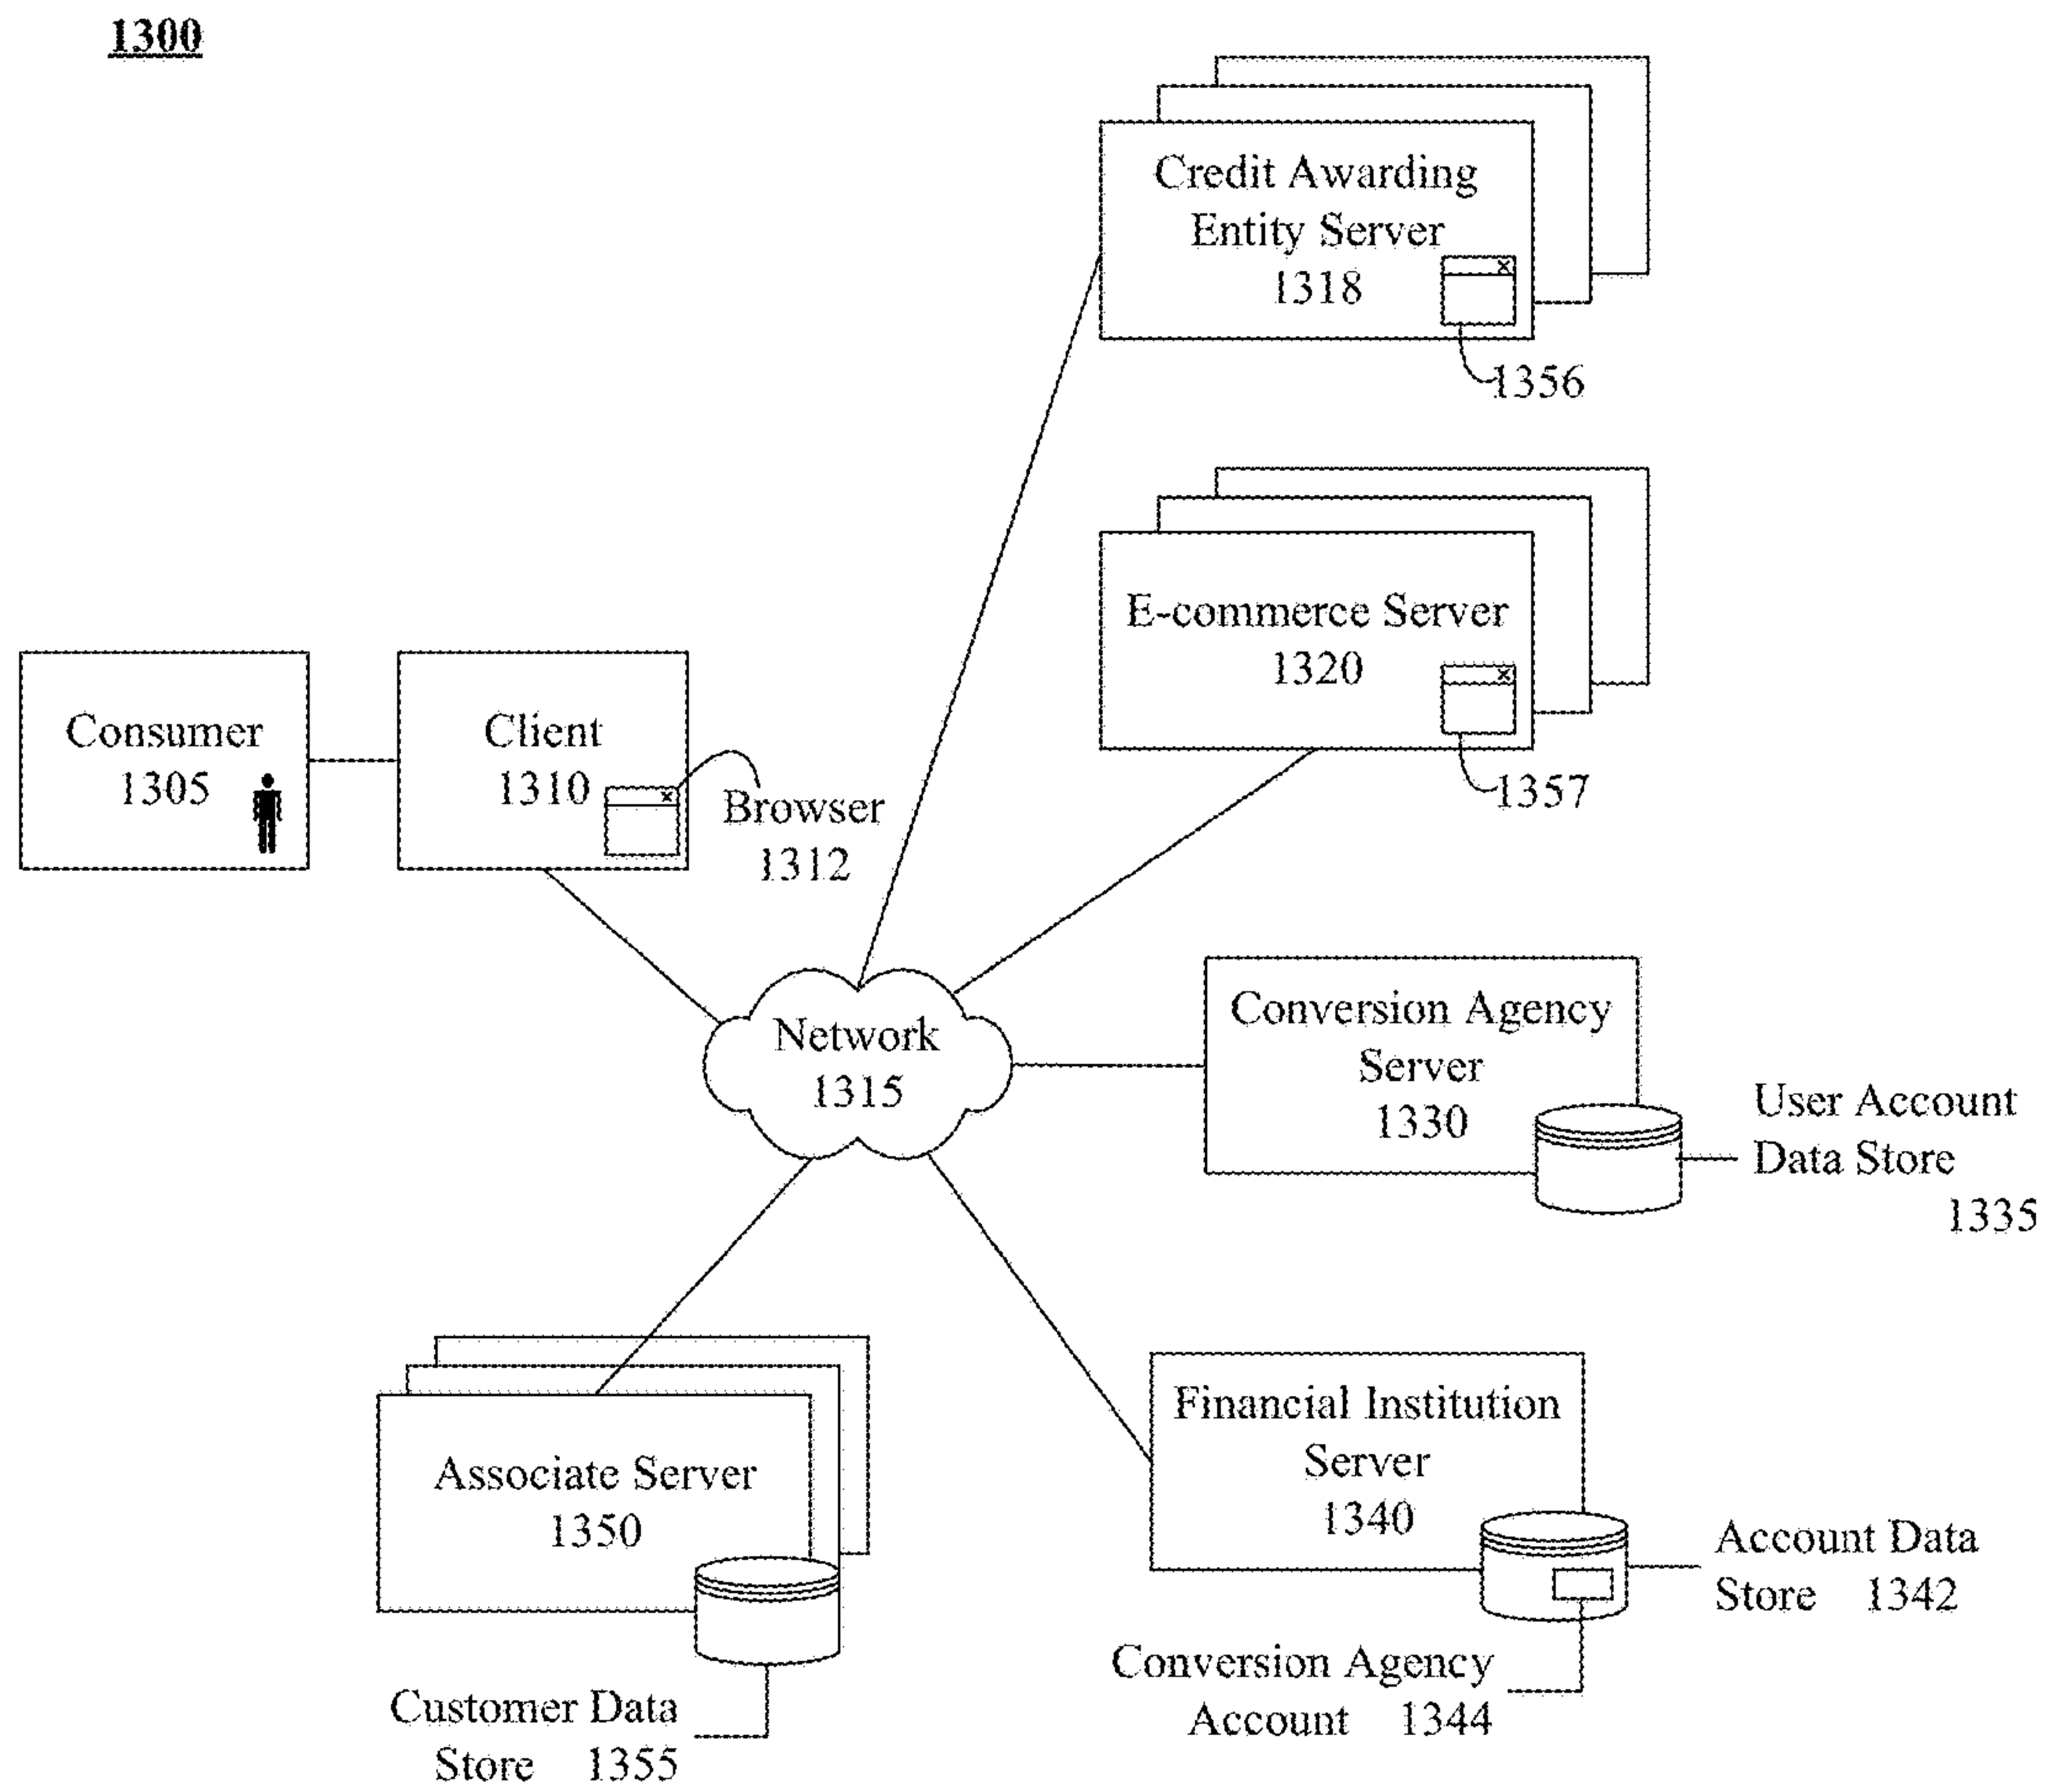 1300
Credit Awarding
Entity Server
1318
1356
E-commerce Server
1320
1357
Consumer
1305
Client
1310
Browser
1312
Network
1315
Conversion Agency
Server
1330
User Account
Data Store
1335
Associate Server
1350
Customer Data
Store 1355
Financial Institution
Server
1340
Account Data
Store 1342
Conversion Agency
Account 1344